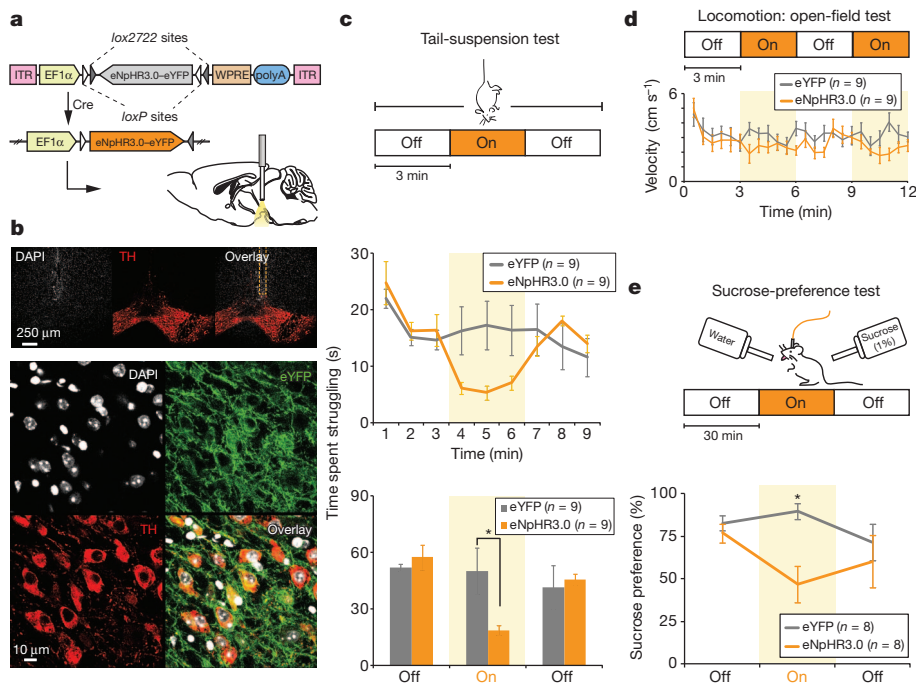 a
lox2722 sites
ITR EF1α eNpHR3.0–eYFP WPRE polyA ITR
Cre
loxP sites
EF1α eNpHR3.0–eYFP
b
DAPI TH Overlay
250 μm
DAPI eYFP
TH Overlay
10 μm
c
Tail-suspension test
Off On Off
3 min
Time spent struggling (s)
30
20
10
0
eYFP (n = 9)
eNpHR3.0 (n = 9)
1 2 3 4 5 6 7 8 9
Time (min)
90
60
30
0
eYFP (n = 9)
eNpHR3.0 (n = 9)
*
Off On Off
d
Locomotion: open-field test
Off On Off On
3 min
eYFP (n = 9)
eNpHR3.0 (n = 9)
Velocity (cm s⁻¹)
6
4
2
0
0 3 6 9 12
Time (min)
e
Sucrose-preference test
Water
Sucrose
(1%)
Off On Off
30 min
Sucrose preference (%)
100
75
50
25
0
*
eYFP (n = 8)
eNpHR3.0 (n = 8)
Off On Off